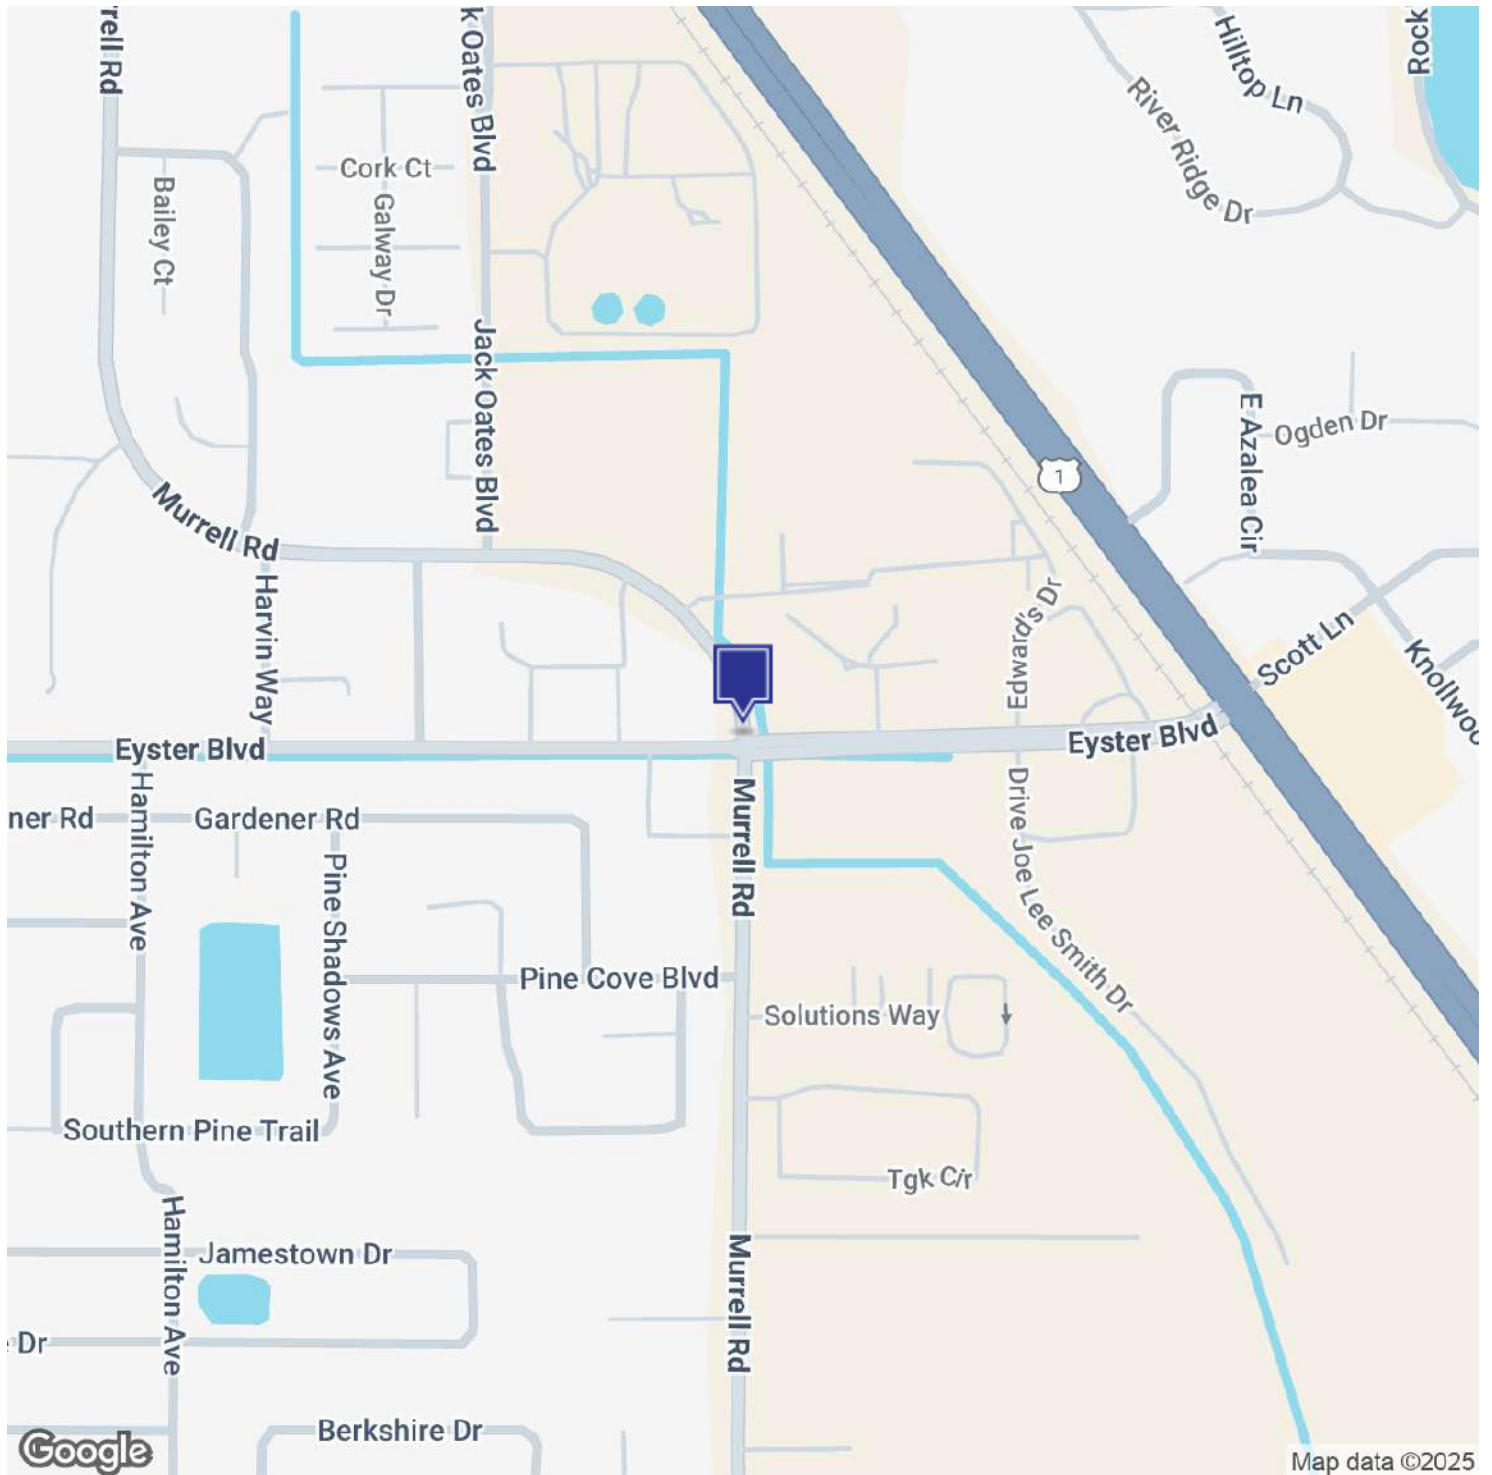 rell Rd
k Oates Blvd
Hilltop Ln
Rock
River Ridge Dr
Cork Ct
Bailey Ct
Galway Dr
Jack Oates Blvd
E Azalea Cir
Ogden Dr
1
Murrell Rd
Harvin Way
Edward's Dr
Scott Ln
Knollwoo
Eyster Blvd
Eyster Blvd
Hamilton Ave
ner Rd
Gardener Rd
Murrell Rd
Drive Joe Lee Smith Dr
Pine Shadows Ave
Pine Cove Blvd
Solutions Way
Southern Pine Trail
Tgk Cir
Hamilton Ave
Jamestown Dr
Murrell Rd
Dr
Berkshire Dr
Google
Map data ©2025